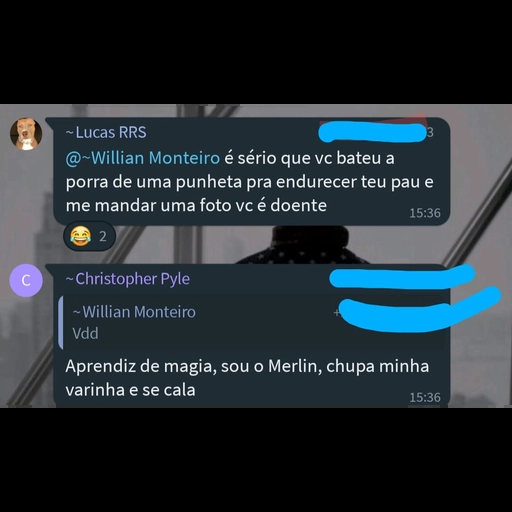 ~Lucas RRS
3
@~Willian Monteiro é sério que vc bateu a
porra de uma punheta pra endurecer teu pau e
me mandar uma foto vc é doente
15:36
😂 2
C
~Christopher Pyle
~Willian Monteiro
+
Vdd
Aprendiz de magia, sou o Merlin, chupa minha
varinha e se cala
15:36